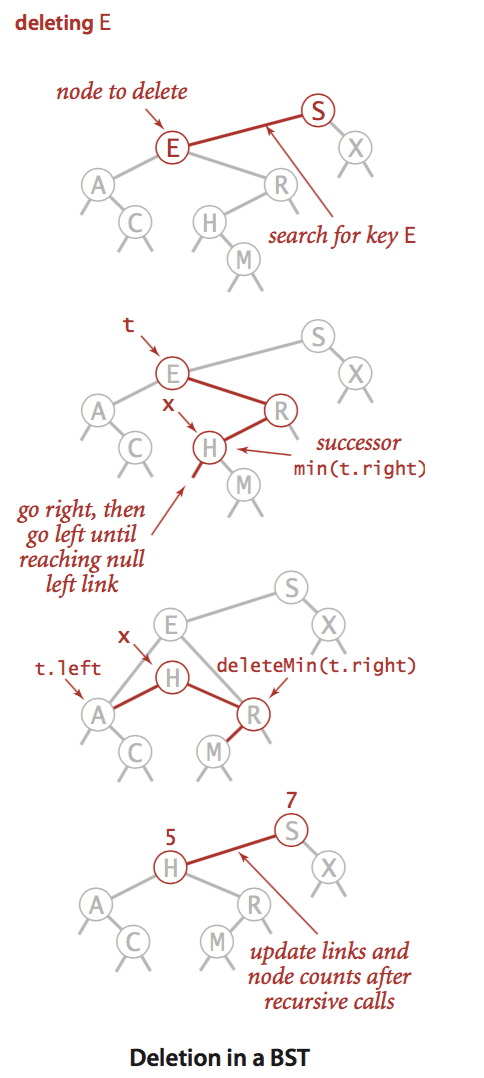 deleting E
node to delete
S
E
X
A
R
C
H
search for key E
M
t
S
E
X
x
A
R
C
H
successor
min(t.right)
M
go right, then
go left until
reaching null
left link
S
E
X
x
t.left
deleteMin(t.right)
H
A
R
C
M
7
5
S
H
X
A
R
C
M
update links and
node counts after
recursive calls
Deletion in a BST